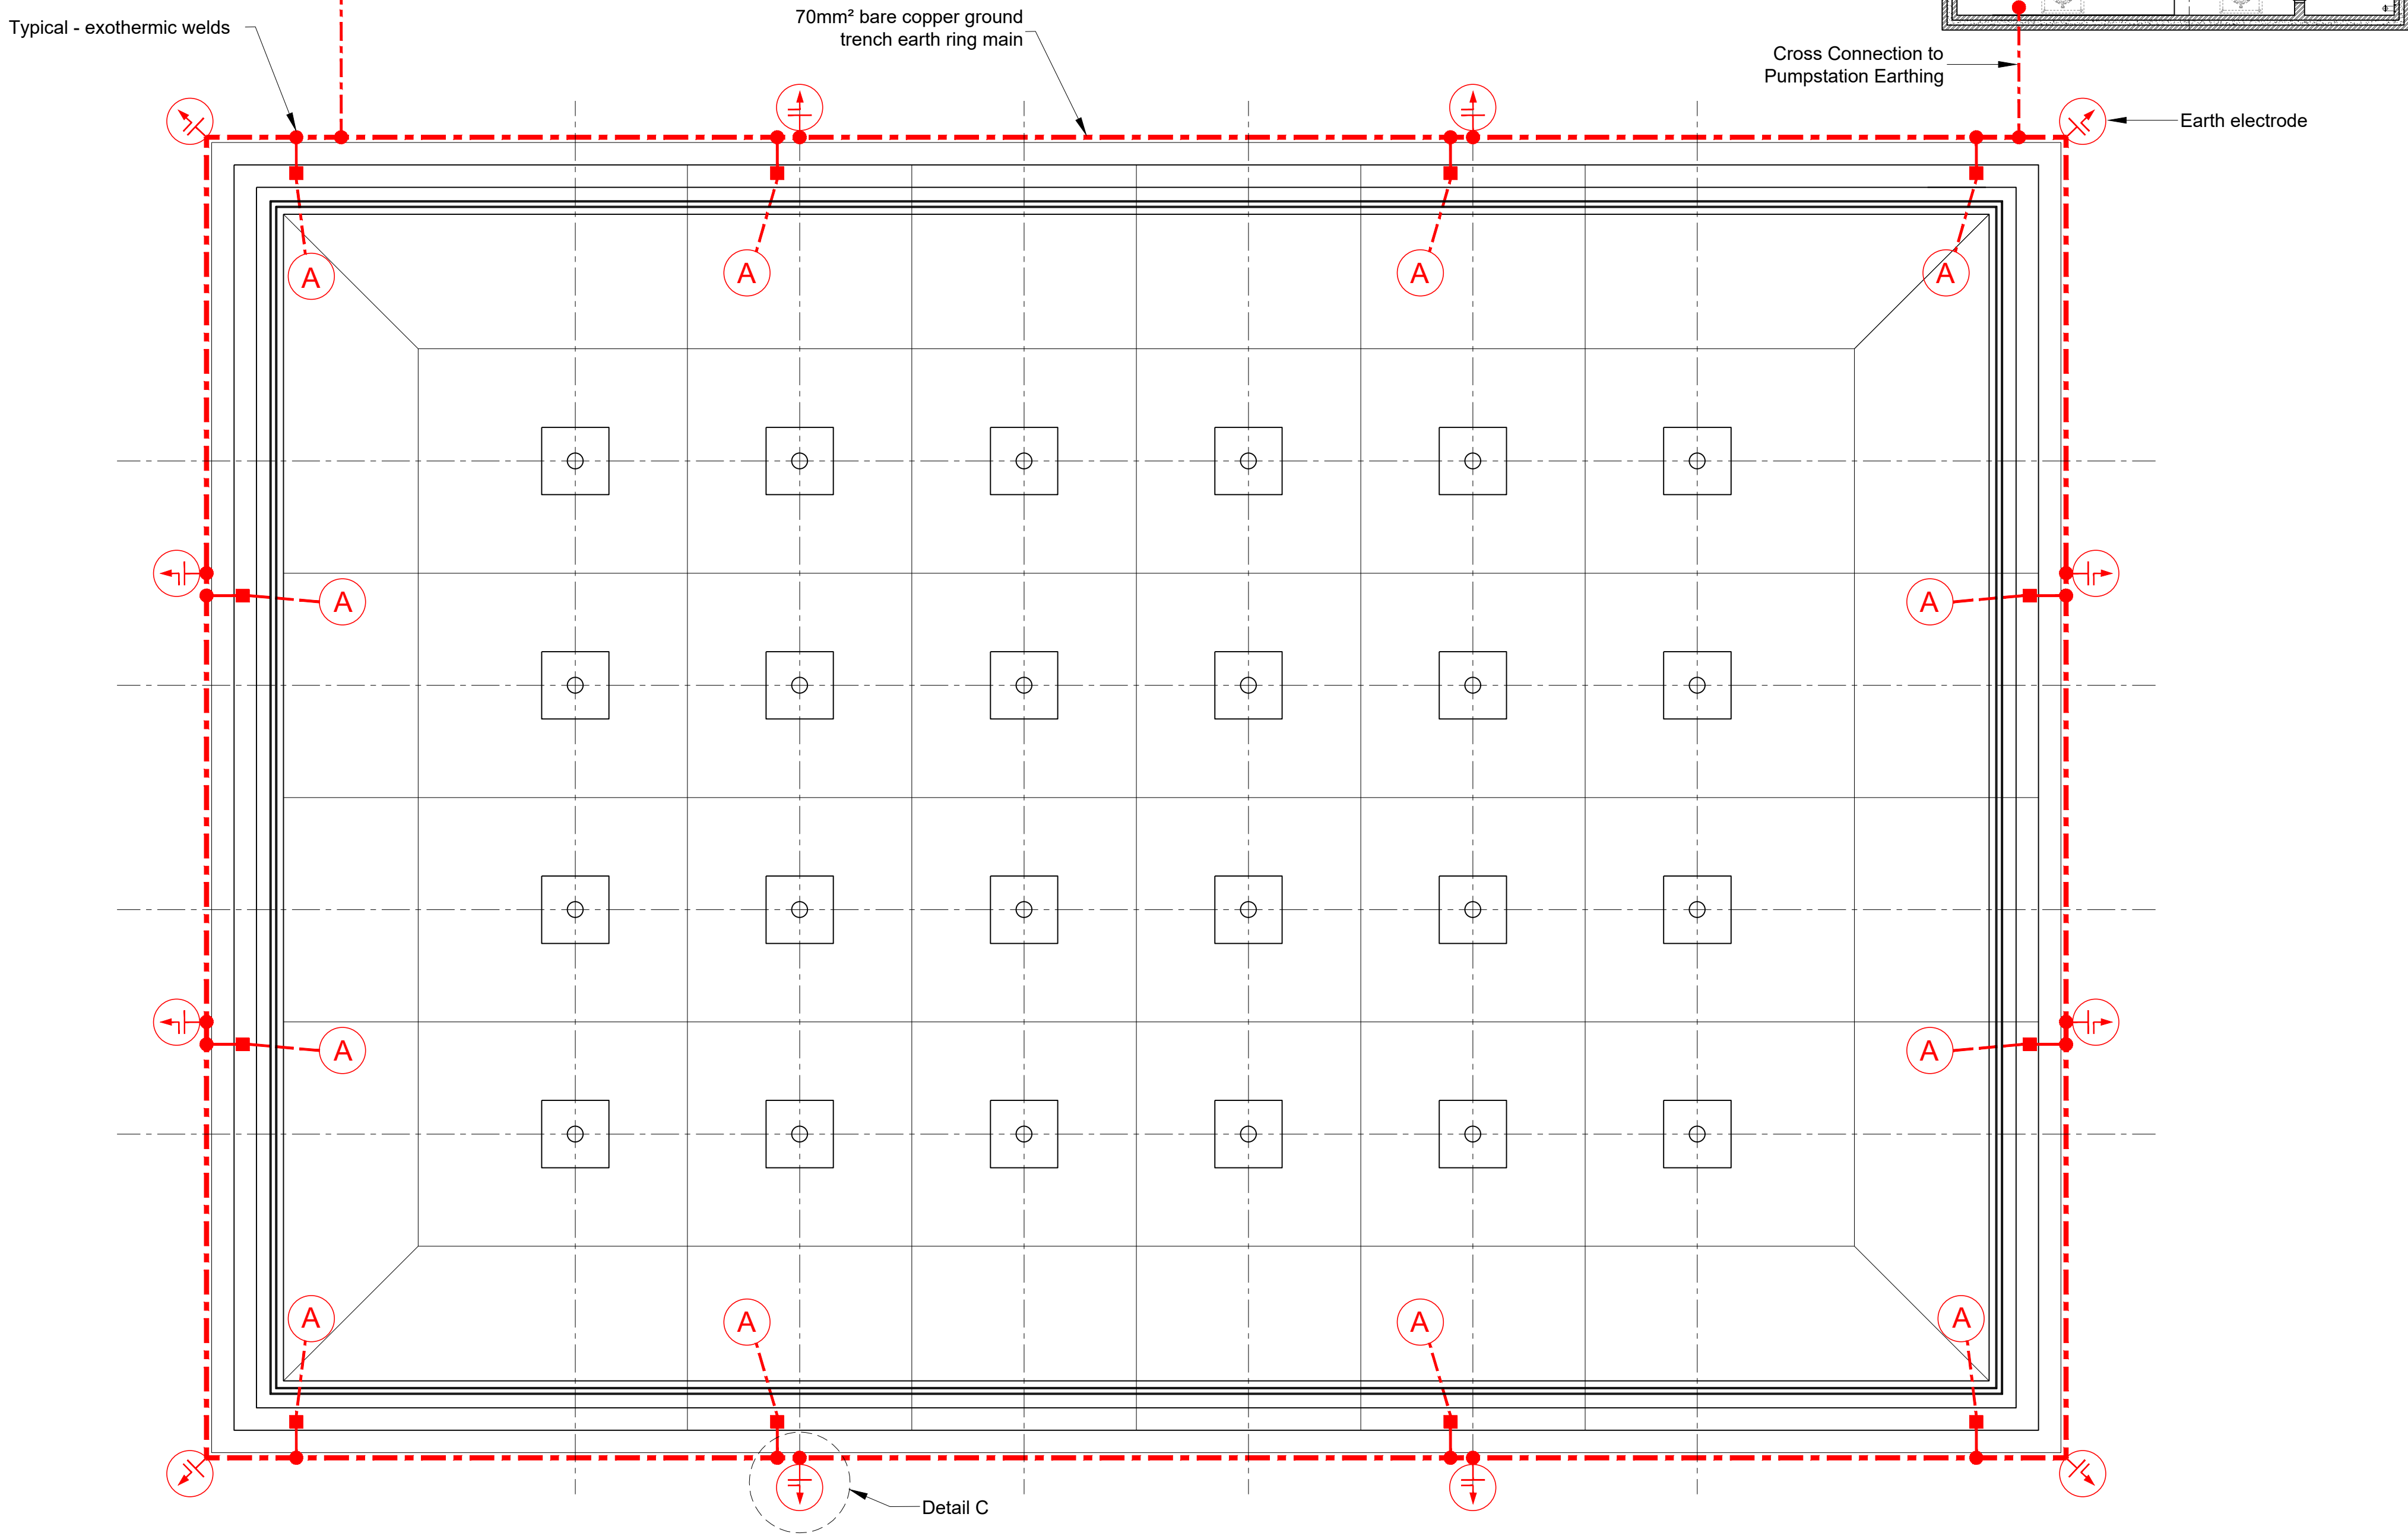 Typical - exothermic welds
70mm² bare copper ground
trench earth ring main
Cross Connection to
Pumpstation Earthing
Earth electrode
A
A
A
A
A
A
A
A
A
A
A
A
Detail C